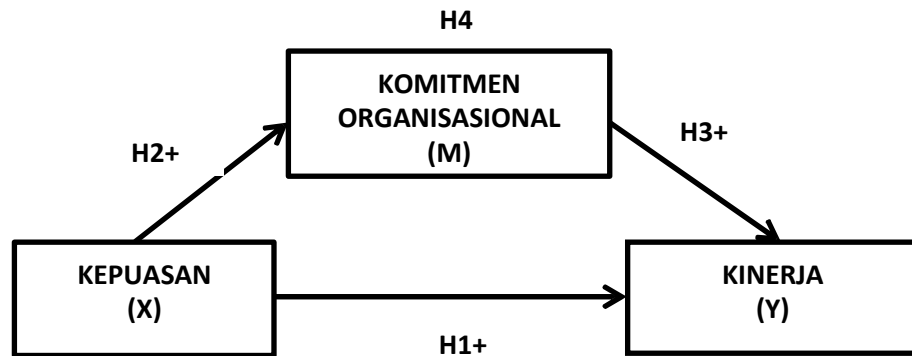 H4
KOMITMEN
ORGANISASIONAL
(M)
H2+
H3+
KEPUASAN
(X)
KINERJA
(Y)
H1+